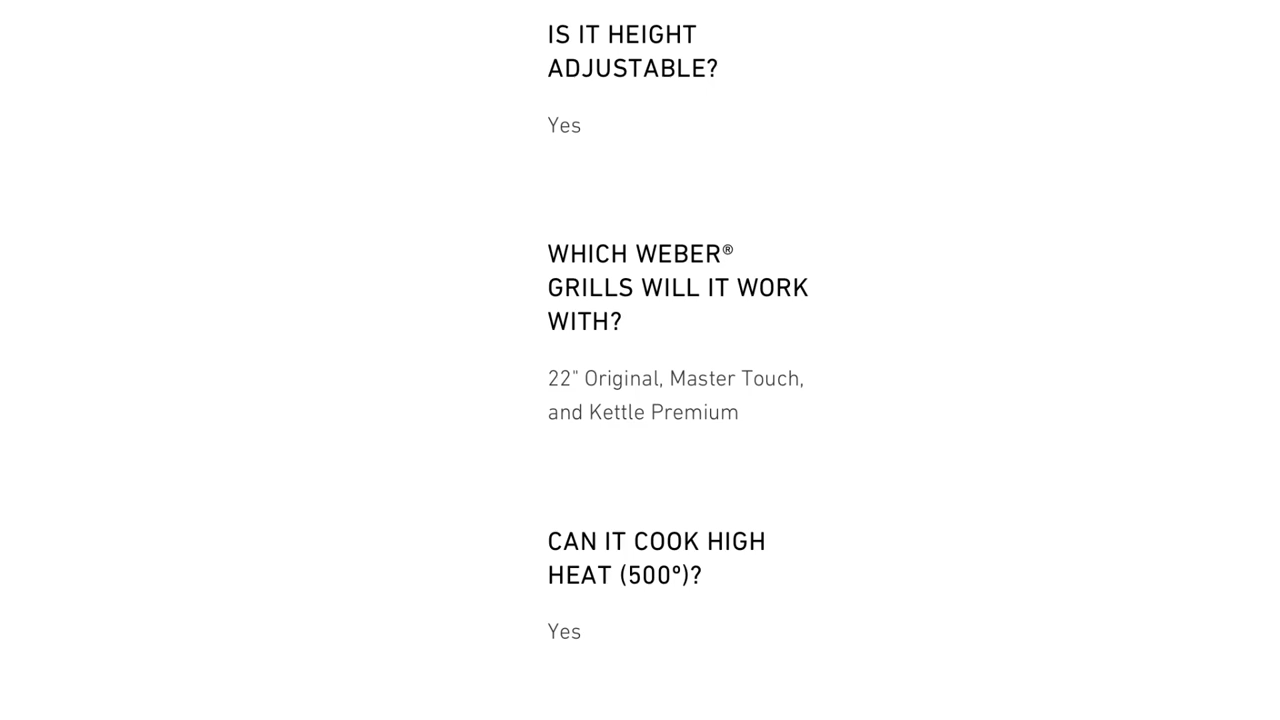 IS IT HEIGHT
ADJUSTABLE?
Yes
WHICH WEBER®
GRILLS WILL IT WORK
WITH?
22" Original, Master Touch,
and Kettle Premium
CAN IT COOK HIGH
HEAT (500°)?
Yes